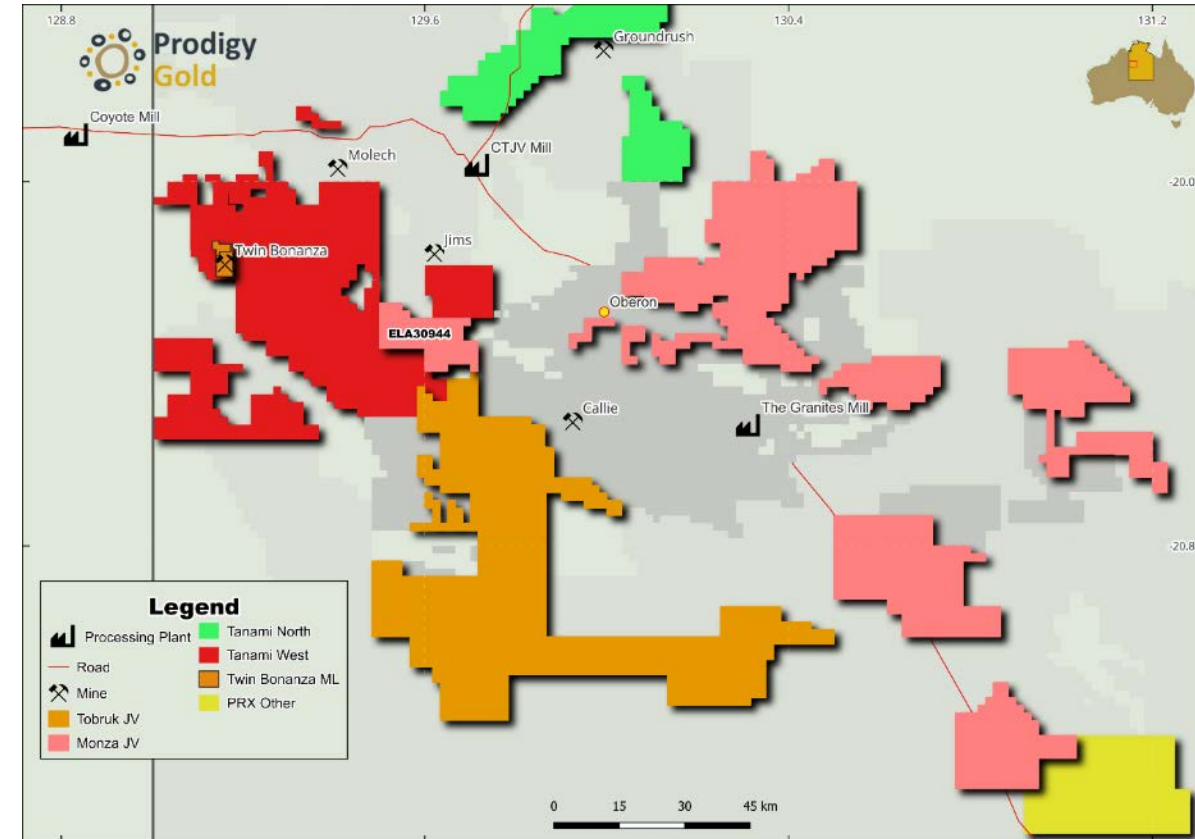 128.8
129.6
130.4
131.2
Prodigy
Gold
Groundrush
Coyote Mill
Molech
CTJV Mill
-20.0
Twin Bonanza
Jims
Oberon
ELA30944
Callie
The Granites Mill
-20.8
Legend
Processing Plant
Road
Mine
Tobruk JV
Monza JV
Tanami North
Tanami West
Twin Bonanza ML
PRX Other
0 15 30 45 km